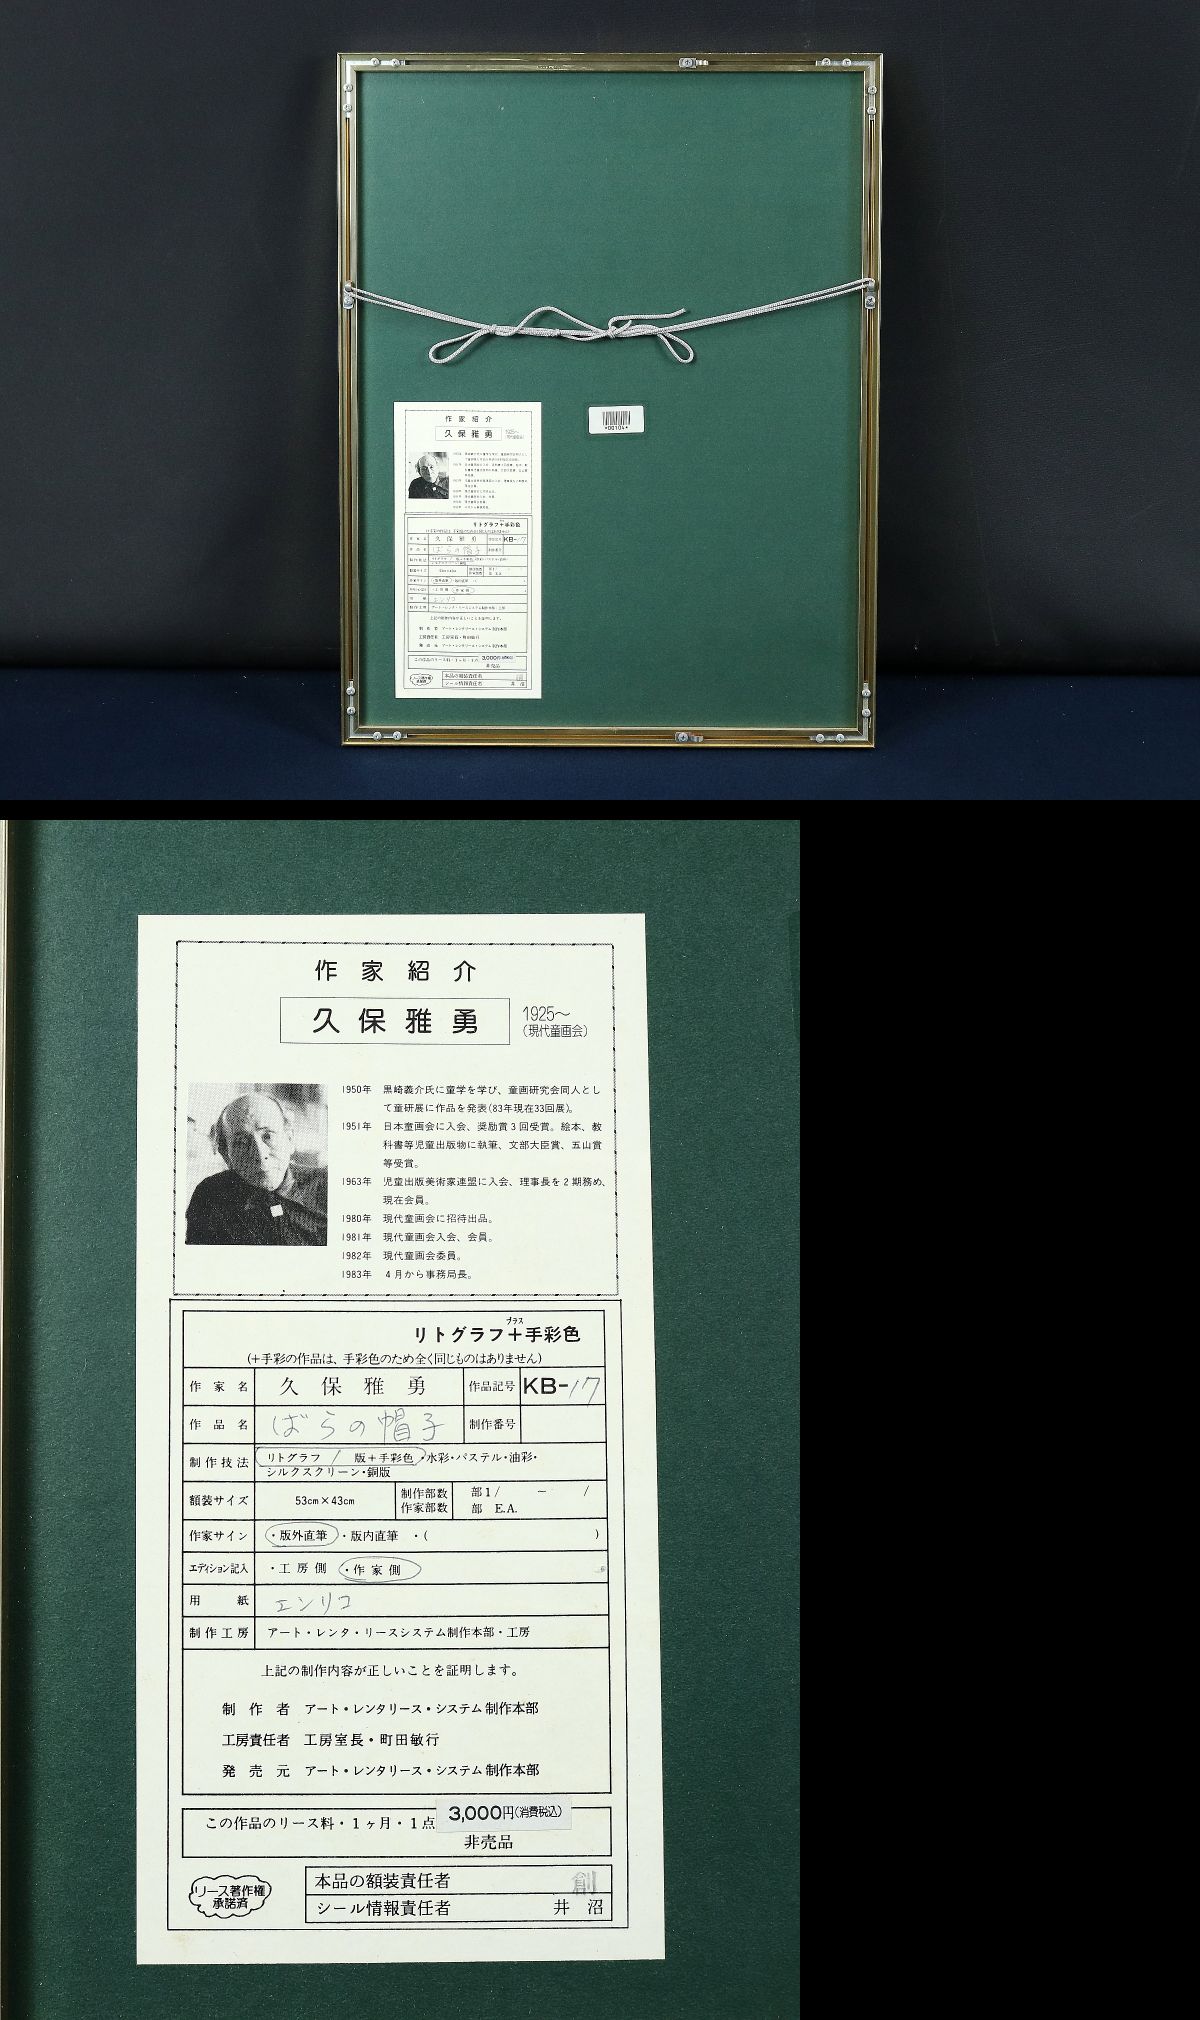 *00104*
作家紹介
久保雅勇
1925~
(現代童画会)
1950年 黒崎義介氏に童学を学び、童画研究会同人とし
て童研展に作品を発表(83年現在33回展)。
1951年 日本童画会に入会、奨励賞3回受賞。絵本、教
科書等児童出版物に執筆、文部大臣賞、五山賞
等受賞。
1963年 児童出版美術家連盟に入会、理事長を2期務め、
現在会員。
1980年 現代童画会に招待出品。
1981年 現代童画会入会、会員。
1982年 現代童画会委員。
1983年 4月から事務局長。
プラス
リトグラフ+手彩色
(+手彩の作品は、手彩色のため全く同じものはありません)
作家名 久保雅勇 作品記号 KB-17
作品名 ばらの帽子 制作番号
制作技法 リトグラフ / 版+手彩色・水彩・パステル・油彩・
シルクスクリーン・銅版
額装サイズ 53cm×43cm 制作部数 部1/ - /
作家部数 部 E.A.
作家サイン ・版外直筆・版内直筆 ・( )
エディション記入 ・工房側 ・作家側
用紙 エンリコ
制作工房 アート・レンタ・リースシステム制作本部・工房
上記の制作内容が正しいことを証明します。
制作者 アート・レンタリース・システム制作本部
工房責任者 工房室長・町田敏行
発売元 アート・レンタリース・システム制作本部
この作品のリース料・1ヶ月・1点 3,000円(消費税込)
非売品
リース著作権
承諾済
本品の額装責任者 創
シール情報責任者 井沼